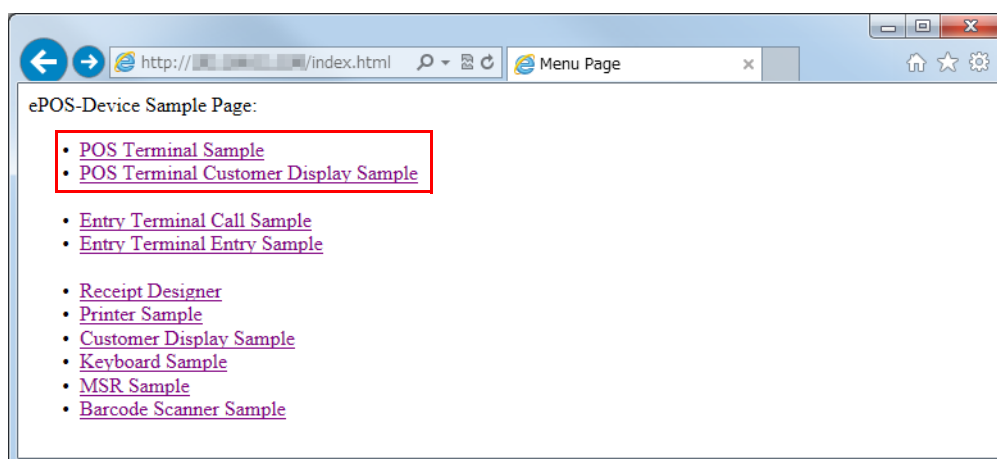 http:// /index.html
Menu Page
ePOS-Device Sample Page:
• POS Terminal Sample
• POS Terminal Customer Display Sample
• Entry Terminal Call Sample
• Entry Terminal Entry Sample
• Receipt Designer
• Printer Sample
• Customer Display Sample
• Keyboard Sample
• MSR Sample
• Barcode Scanner Sample